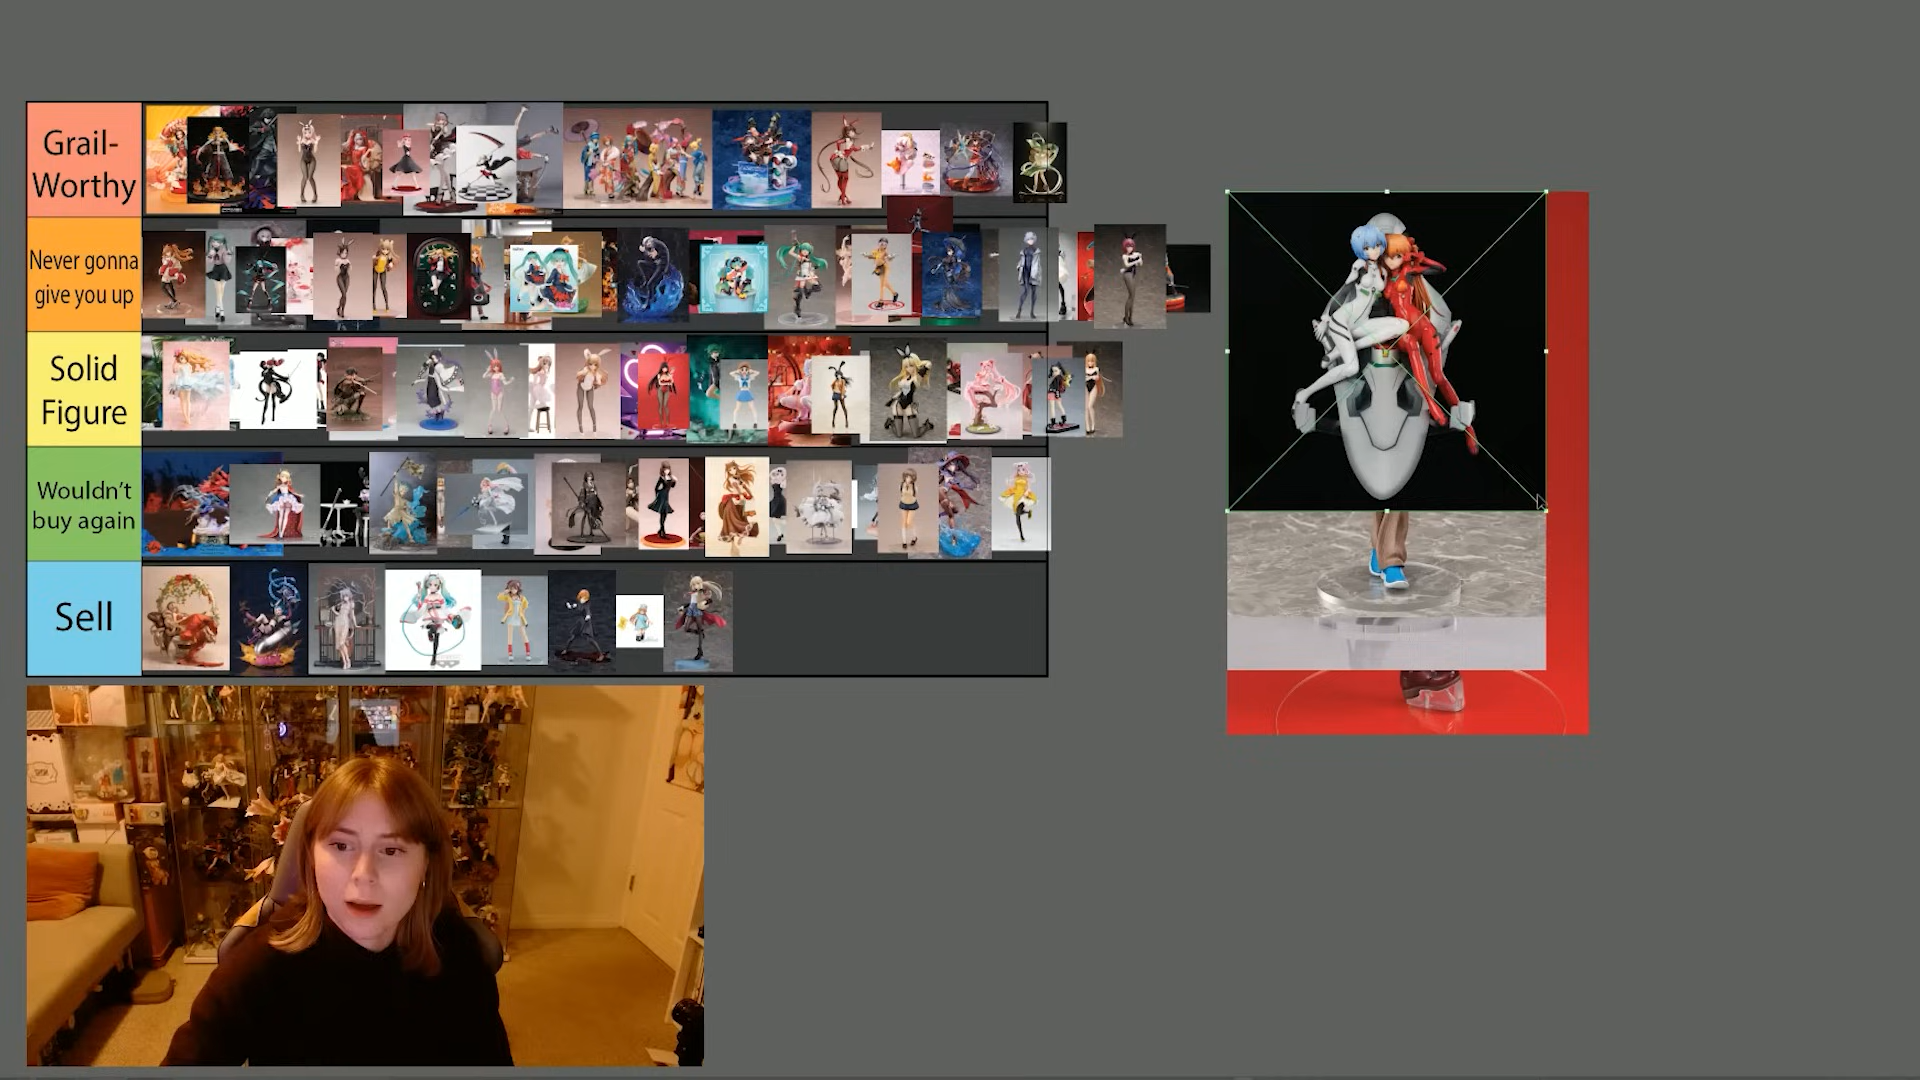 Grail-
Worthy
Never gonna
give you up
Solid
Figure
Wouldn't
buy again
Sell